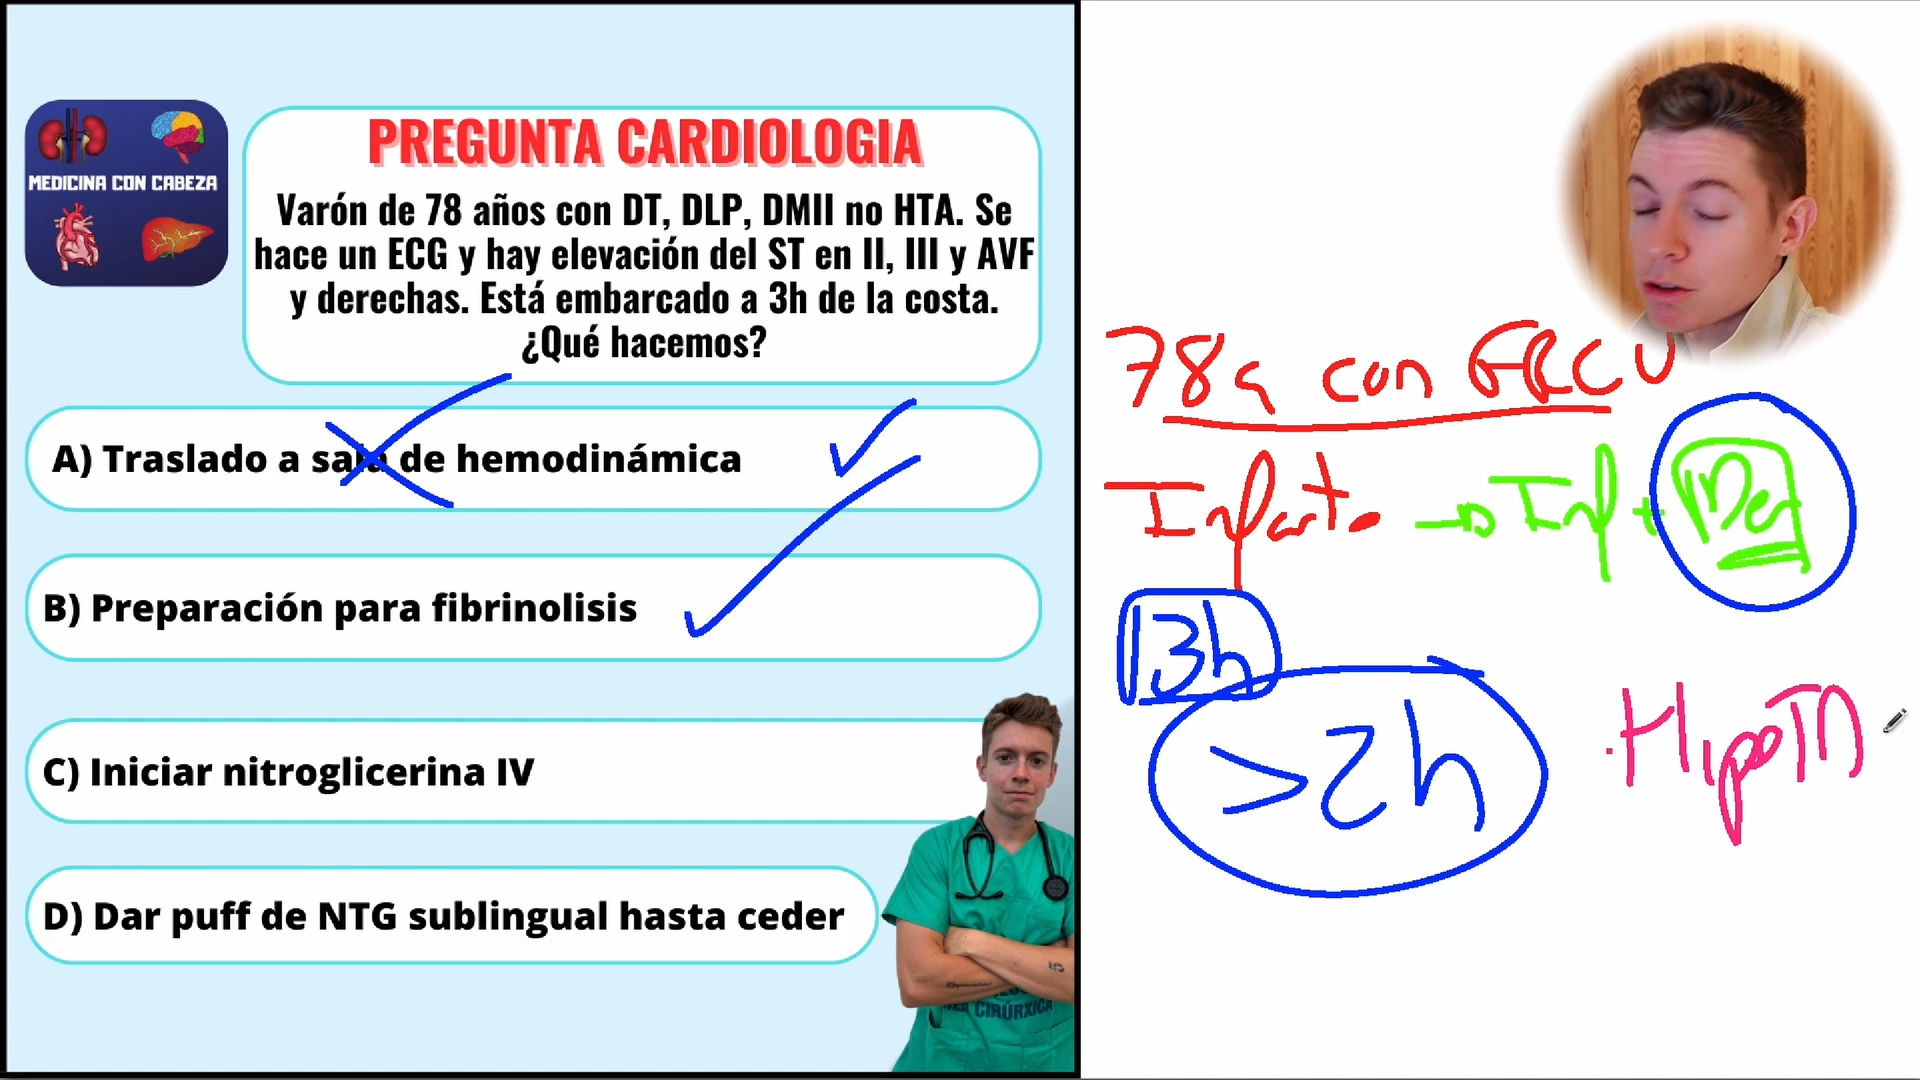 MEDICINA CON CABEZA
PREGUNTA CARDIOLOGIA
Varón de 78 años con DT, DLP, DMII no HTA. Se
hace un ECG y hay elevación del ST en II, III y AVF
y derechas. Está embarcado a 3h de la costa.
¿Qué hacemos?
A) Traslado a sala de hemodinámica
B) Preparación para fibrinolisis
C) Iniciar nitroglicerina IV
D) Dar puff de NTG sublingual hasta ceder
CIRÚRXICA
78a con FRCV
Infarto → Inf +
13h
>2h
HipoTA